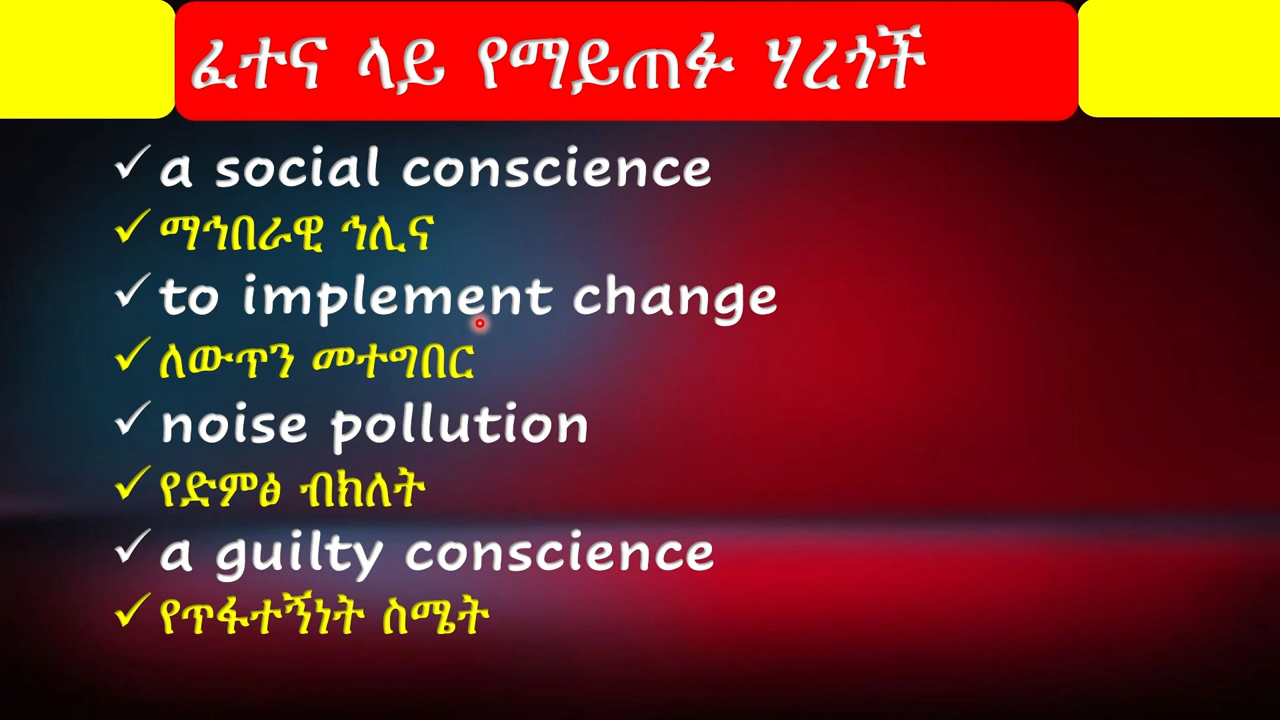 ፈተና ላይ የማይጠፉ ሃረጎች
✓ a social conscience
✓ ማኅበራዊ ኅሊና
✓ to implement change
✓ ለውጥን መተግበር
✓ noise pollution
✓ የድምፅ ብክለት
✓ a guilty conscience
✓ የጥፋተኝነት ስሜት